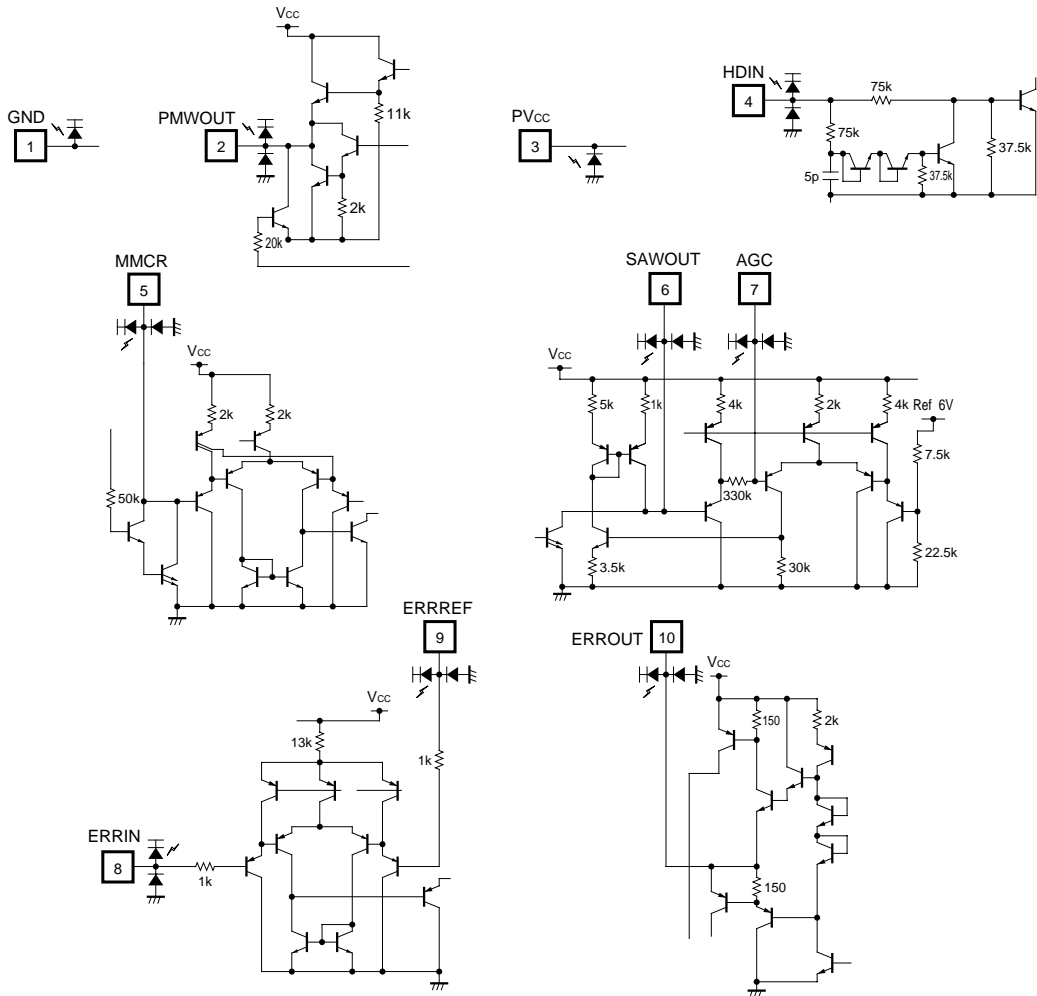 GND
1
PMWOUT
2
Vcc
11k
2k
20k
PVcc
3
HDIN
4
75k
75k
5p
37.5k
37.5k
MMCR
5
Vcc
2k
2k
50k
SAWOUT
6
AGC
7
Vcc
5k
1k
4k
2k
4k
Ref 6V
7.5k
330k
22.5k
3.5k
30k
ERRREF
9
Vcc
13k
1k
ERRIN
8
1k
ERROUT
10
Vcc
150
2k
150